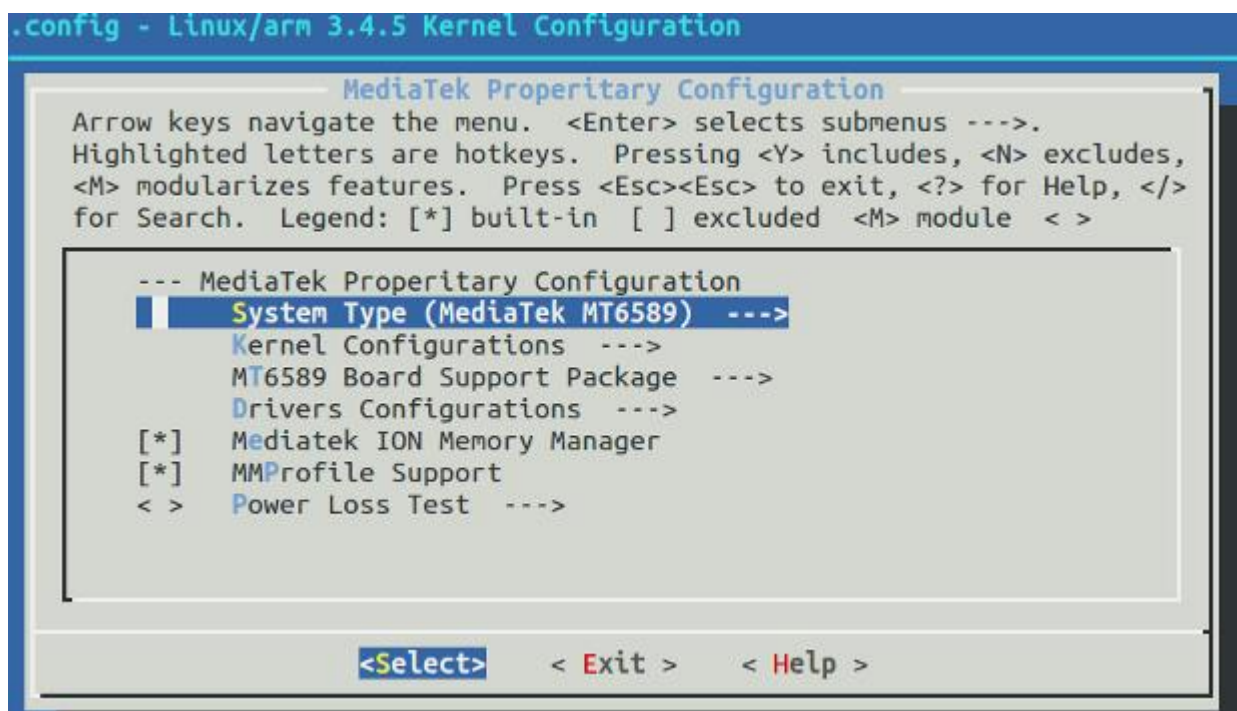 .config - Linux/arm 3.4.5 Kernel Configuration
MediaTek Properitary Configuration
Arrow keys navigate the menu.  <Enter> selects submenus --->.
Highlighted letters are hotkeys.  Pressing <Y> includes, <N> excludes,
<M> modularizes features.  Press <Esc><Esc> to exit, <?> for Help, </>
for Search.  Legend: [*] built-in  [ ] excluded  <M> module  < >
--- MediaTek Properitary Configuration
System Type (MediaTek MT6589)  --->
Kernel Configurations  --->
MT6589 Board Support Package  --->
Drivers Configurations  --->
[*]   Mediatek ION Memory Manager
[*]   MMProfile Support
< >   Power Loss Test  --->
<Select>    < Exit >    < Help >